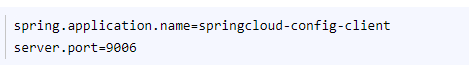 spring.application.name=springcloud-config-client
server.port=9006